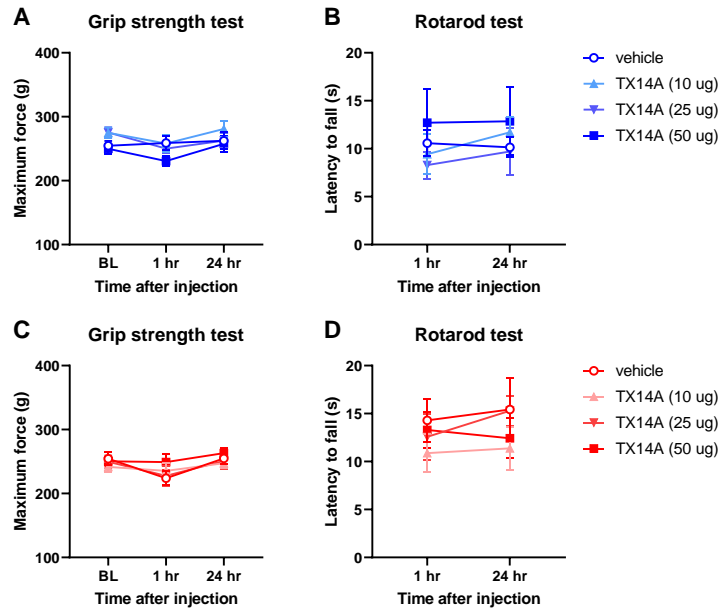 A
Grip strength test
Maximum force (g)
400
300
200
100
BL
1 hr
24 hr
Time after injection
B
Rotarod test
Latency to fall (s)
20
15
10
5
0
1 hr
24 hr
Time after injection
vehicle
TX14A (10 ug)
TX14A (25 ug)
TX14A (50 ug)
C
Grip strength test
Maximum force (g)
400
300
200
100
BL
1 hr
24 hr
Time after injection
D
Rotarod test
Latency to fall (s)
20
15
10
5
0
1 hr
24 hr
Time after injection
vehicle
TX14A (10 ug)
TX14A (25 ug)
TX14A (50 ug)